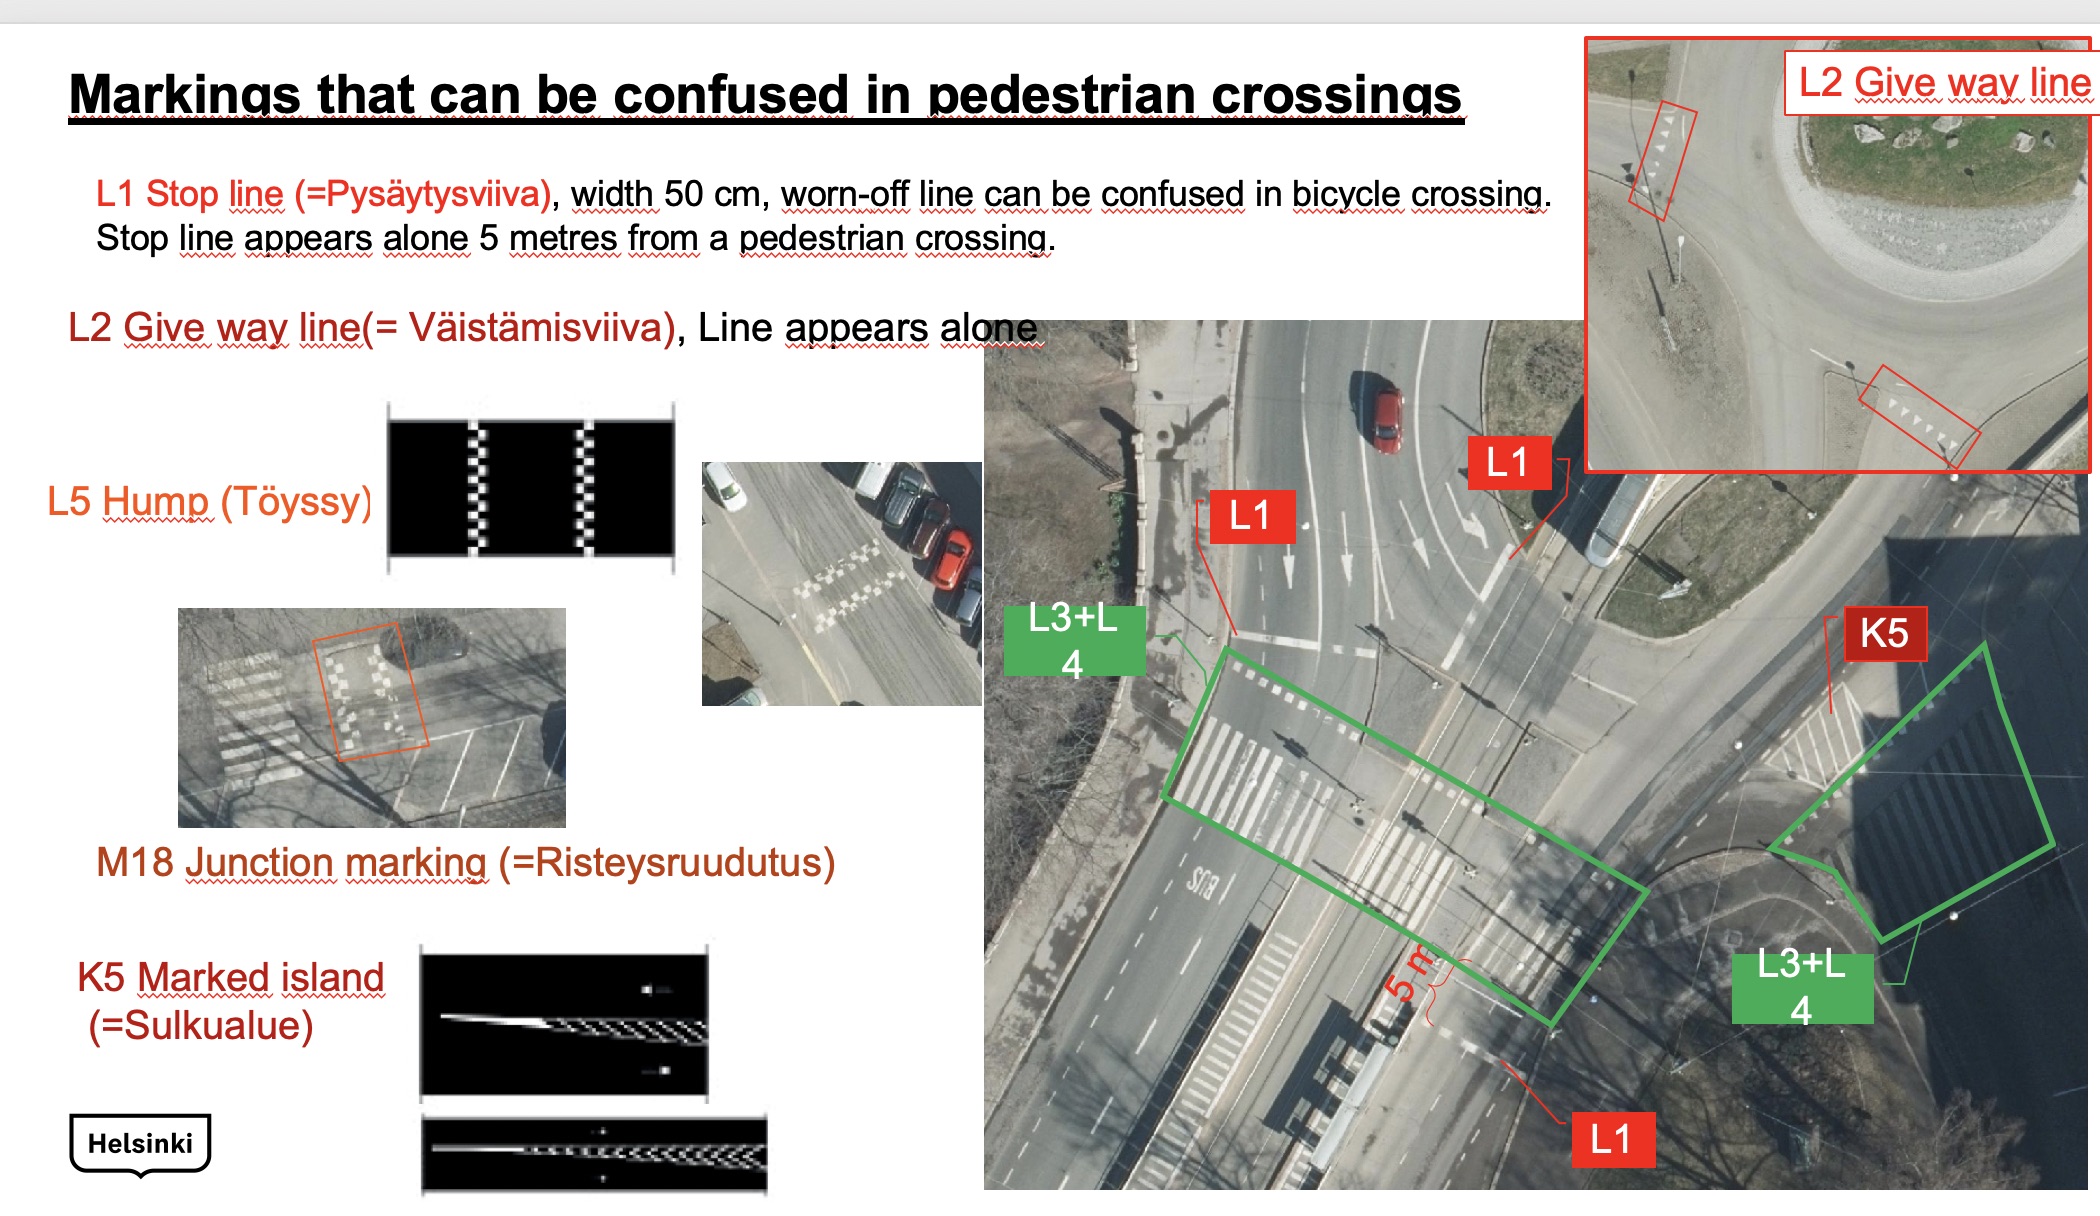 Markings that can be confused in pedestrian crossings
L2 Give way line
L1 Stop line (=Pysäytysviiva), width 50 cm, worn-off line can be confused in bicycle crossing.
Stop line appears alone 5 metres from a pedestrian crossing.
L2 Give way line(= Väistämisviiva), Line appears alone
L5 Hump (Töyssy)
L1
L1
L3+L
4
K5
M18 Junction marking (=Risteysruudutus)
BUS
K5 Marked island
(=Sulkualue)
5 m
L3+L
4
L1
Helsinki